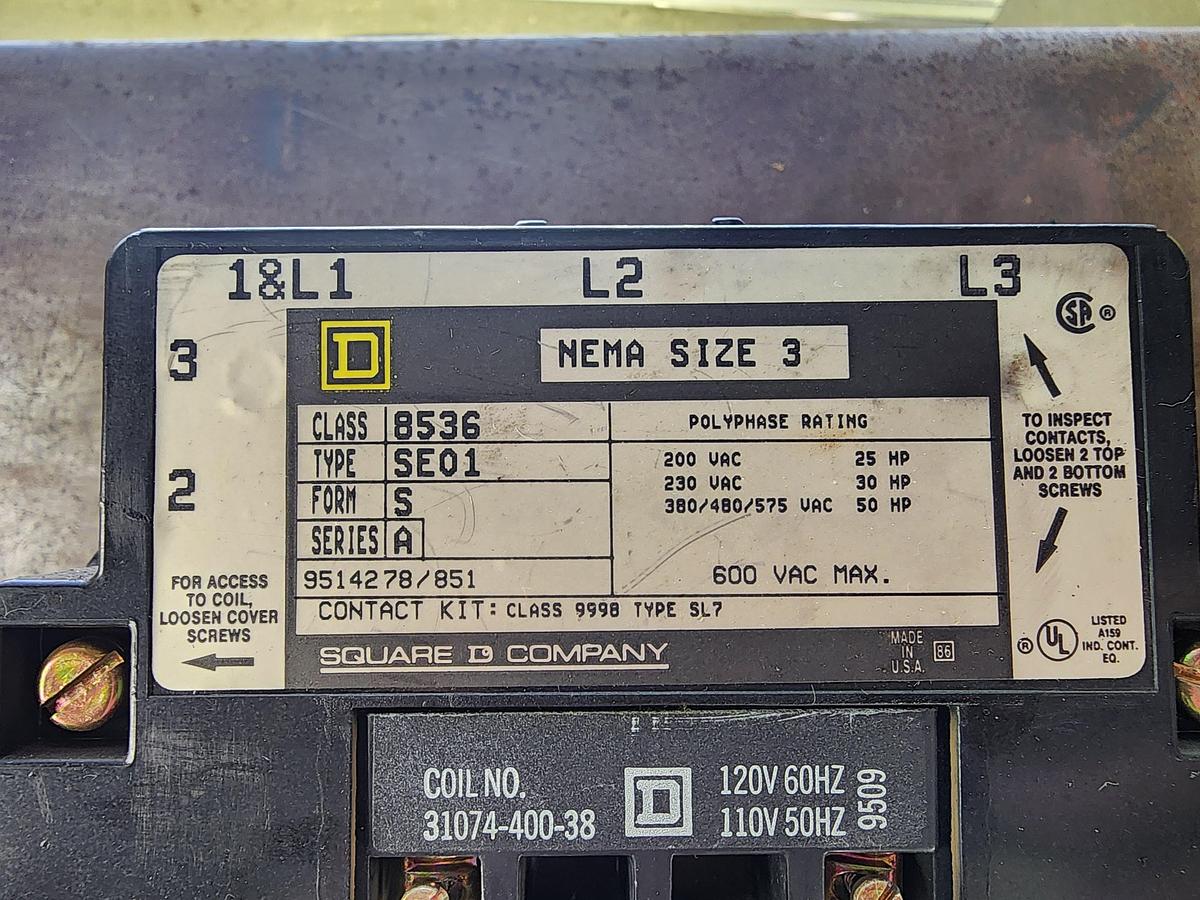 1&L1 L2 L3
D NEMA SIZE 3
SA ®
3
2
CLASS 8536
TYPE SE01
FORM S
SERIES A
9514278/851
POLYPHASE RATING
200 VAC 25 HP
230 VAC 30 HP
380/480/575 VAC 50 HP
600 VAC MAX.
CONTACT KIT: CLASS 9998 TYPE SL7
SQUARE D COMPANY
MADE
IN
U.S.A.
86
FOR ACCESS
TO COIL,
LOOSEN COVER
SCREWS
TO INSPECT
CONTACTS,
LOOSEN 2 TOP
AND 2 BOTTOM
SCREWS
® UL
LISTED
A159
IND. CONT.
EQ.
COIL NO.
31074-400-38
D
120V 60HZ
110V 50HZ
9509